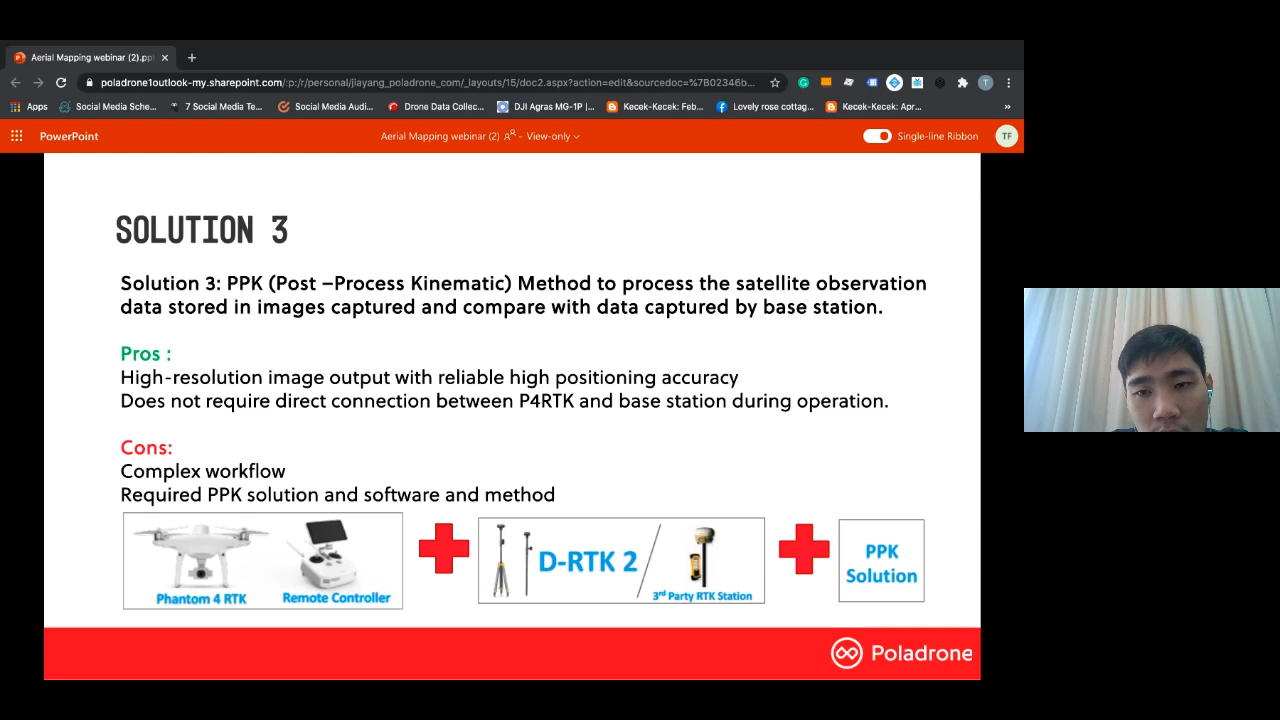 Aerial Mapping webinar (2).pp
poladrone1outlook-my.sharepoint.com/:p:/r/personal/jiayang_poladrone_com/_layouts/15/doc2.aspx?action=edit&sourcedoc=%7B02346b...
Apps Social Media Sche... 7 Social Media Te... Social Media Audi... Drone Data Collec... DJI Agras MG-1P |... Kecek-Kecek: Feb... Lovely rose cottag... Kecek-Kecek: Apr... »
PowerPoint Aerial Mapping webinar (2) - View-only Single-line Ribbon TF
SOLUTION 3
Solution 3: PPK (Post –Process Kinematic) Method to process the satellite observation
data stored in images captured and compare with data captured by base station.
Pros :
High-resolution image output with reliable high positioning accuracy
Does not require direct connection between P4RTK and base station during operation.
Cons:
Complex workflow
Required PPK solution and software and method
Phantom 4 RTK Remote Controller
D-RTK 2
3rd Party RTK Station
PPK
Solution
Poladrone